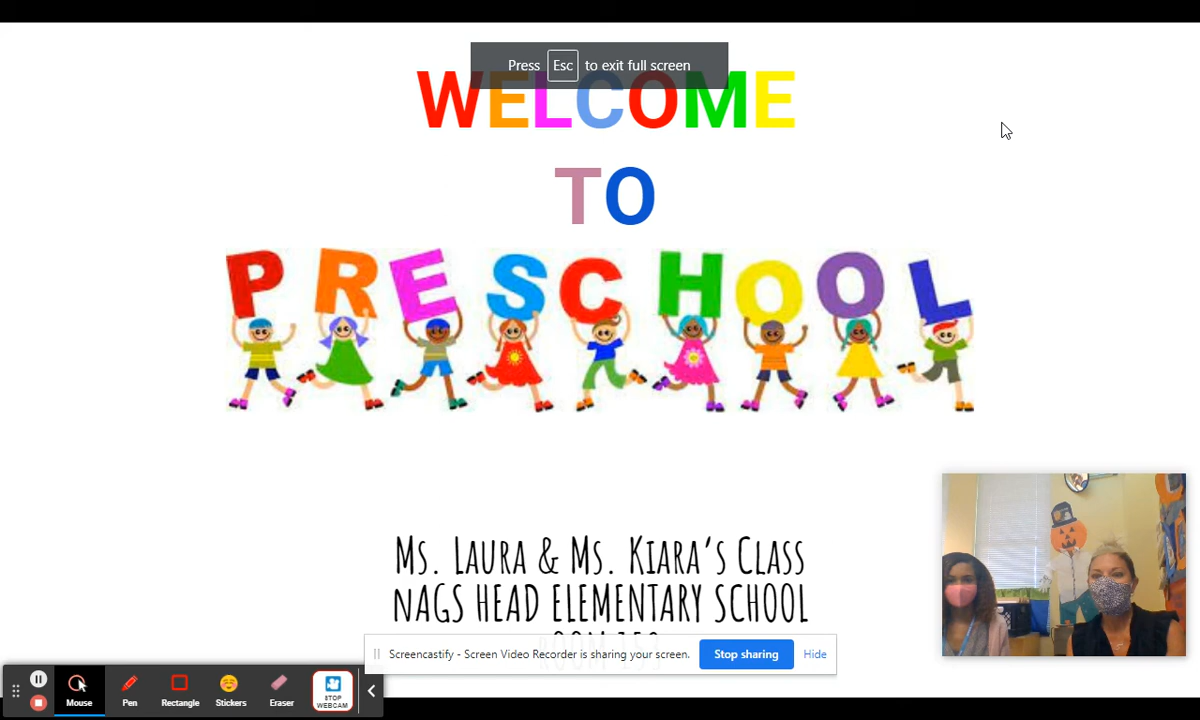 Press Esc to exit full screen
WELCOME
TO
PRESCHOOL
Ms. Laura & Ms. Kiara's Class
nags Head Elementary School
Screencastify - Screen Video Recorder is sharing your screen. Stop sharing Hide
Mouse Pen Rectangle Stickers Eraser STOP
WEBCAM